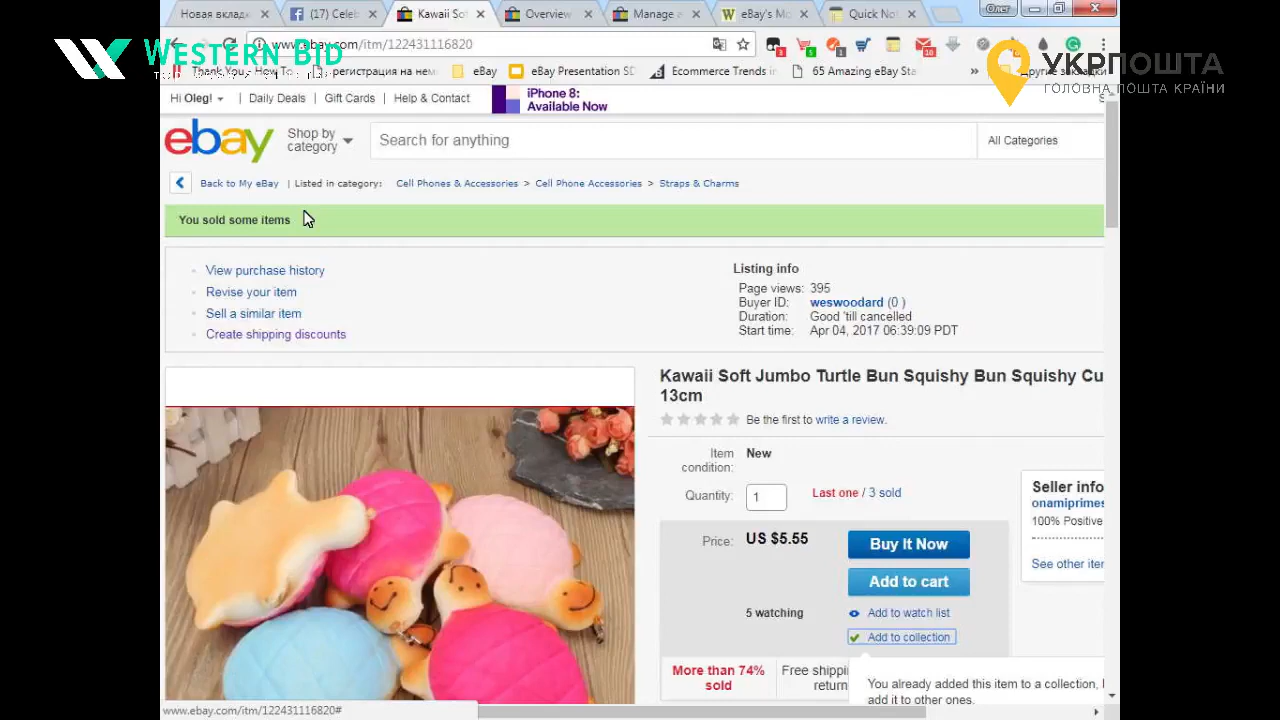 Новая вкладк
(17) Celeb
Kawaii So
Overview
Manage a
eBay's Mo
Quick No
Олег
www.ebay.com/itm/122431116820
WESTERN BID
УКРПОШТА
ГОЛОВНА ПОШТА КРАЇНИ
Thank You, How To
регистрация на нем
eBay
eBay Presentation SD
Ecommerce Trends in
65 Amazing eBay Sta
»
Другие закладки
Hi Oleg!
Daily Deals
Gift Cards
Help & Contact
iPhone 8:
Available Now
ebay
Shop by
category
Search for anything
All Categories
Back to My eBay
| Listed in category:
Cell Phones & Accessories > Cell Phone Accessories > Straps & Charms
You sold some items
View purchase history
Revise your item
Sell a similar item
Create shipping discounts
Listing info
Page views: 395
Buyer ID: weswoodard (0 )
Duration: Good 'till cancelled
Start time: Apr 04, 2017 06:39:09 PDT
Kawaii Soft Jumbo Turtle Bun Squishy Bun Squishy Cu
13cm
Be the first to write a review.
Item
condition:
New
Quantity: 1
Last one / 3 sold
Price: US $5.55
Buy It Now
Add to cart
5 watching
Add to watch list
Add to collection
More than 74%
sold
Free shippi
return
You already added this item to a collection,
add it to other ones.
Seller info
onamiprimes
100% Positive
See other iter
www.ebay.com/itm/122431116820#